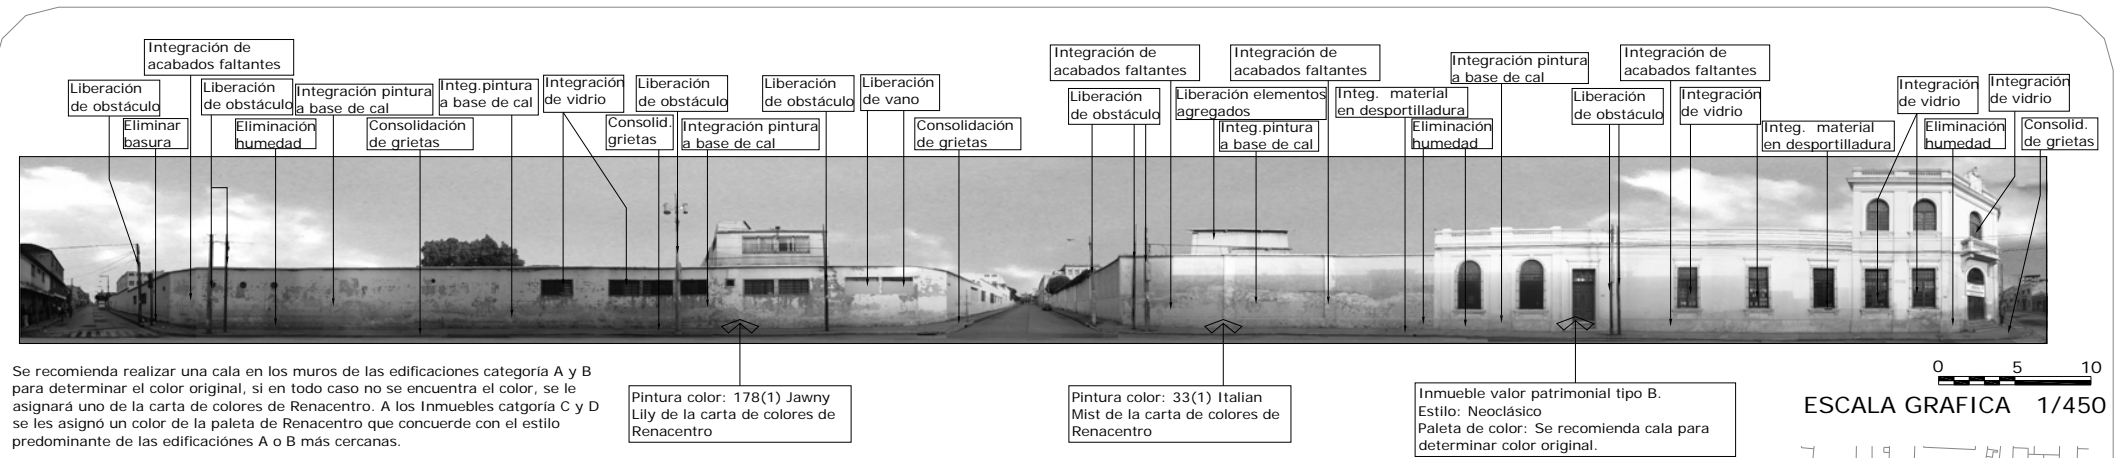 Integración de
acabados faltantes
Liberación
de obstáculo
Eliminar
basura
Liberación
de obstáculo
Eliminación
humedad
Integración pintura
a base de cal
Consolidación
de grietas
Integ.pintura
a base de cal
Integración
de vidrio
Liberación
de obstáculo
Consolid.
grietas
Integración pintura
a base de cal
Liberación
de obstáculo
Liberación
de vano
Consolidación
de grietas
Integración de
acabados faltantes
Liberación
de obstáculo
Liberación elementos
agregados
Integración de
acabados faltantes
Integ.pintura
a base de cal
Integ. material
en desportilladura
Eliminación
humedad
Integración pintura
a base de cal
Liberación
de obstáculo
Integración de
acabados faltantes
Integración
de vidrio
Integ. material
en desportilladura
Integración
de vidrio
Eliminación
humedad
Integración
de vidrio
Consolid.
de grietas
Se recomienda realizar una cala en los muros de las edificaciones categoría A y B
para determinar el color original, si en todo caso no se encuentra el color, se le
asignará uno de la carta de colores de Renacentro. A los Inmuebles catgoría C y D
se les asignó un color de la paleta de Renacentro que concuerde con el estilo
predominante de las edificaciónes A o B más cercanas.
Pintura color: 178(1) Jawny
Lily de la carta de colores de
Renacentro
Pintura color: 33(1) Italian
Mist de la carta de colores de
Renacentro
Inmueble valor patrimonial tipo B.
Estilo: Neoclásico
Paleta de color: Se recomienda cala para
determinar color original.
0 5 10
ESCALA GRAFICA 1/450